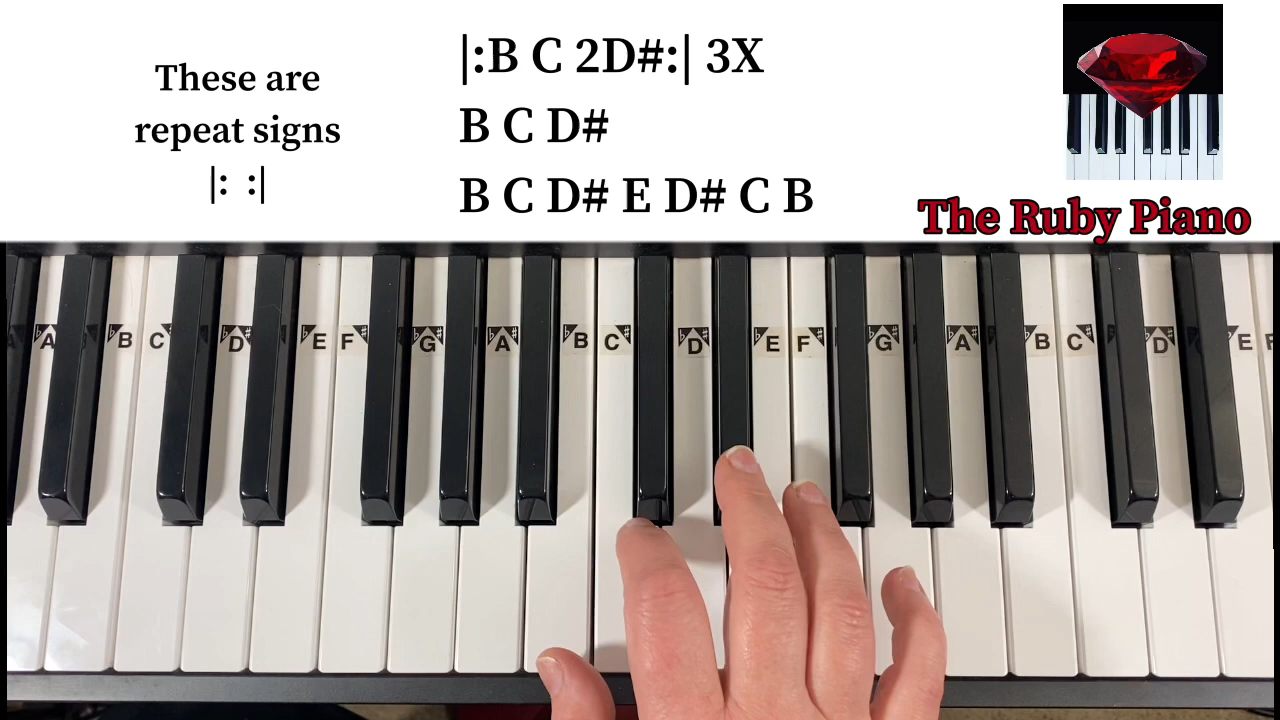 These are
repeat signs
|: :|
|:B C 2D#:| 3X
B C D#
B C D# E D# C B
The Ruby Piano
A B C D E F G A B C D E F G A B C D E F